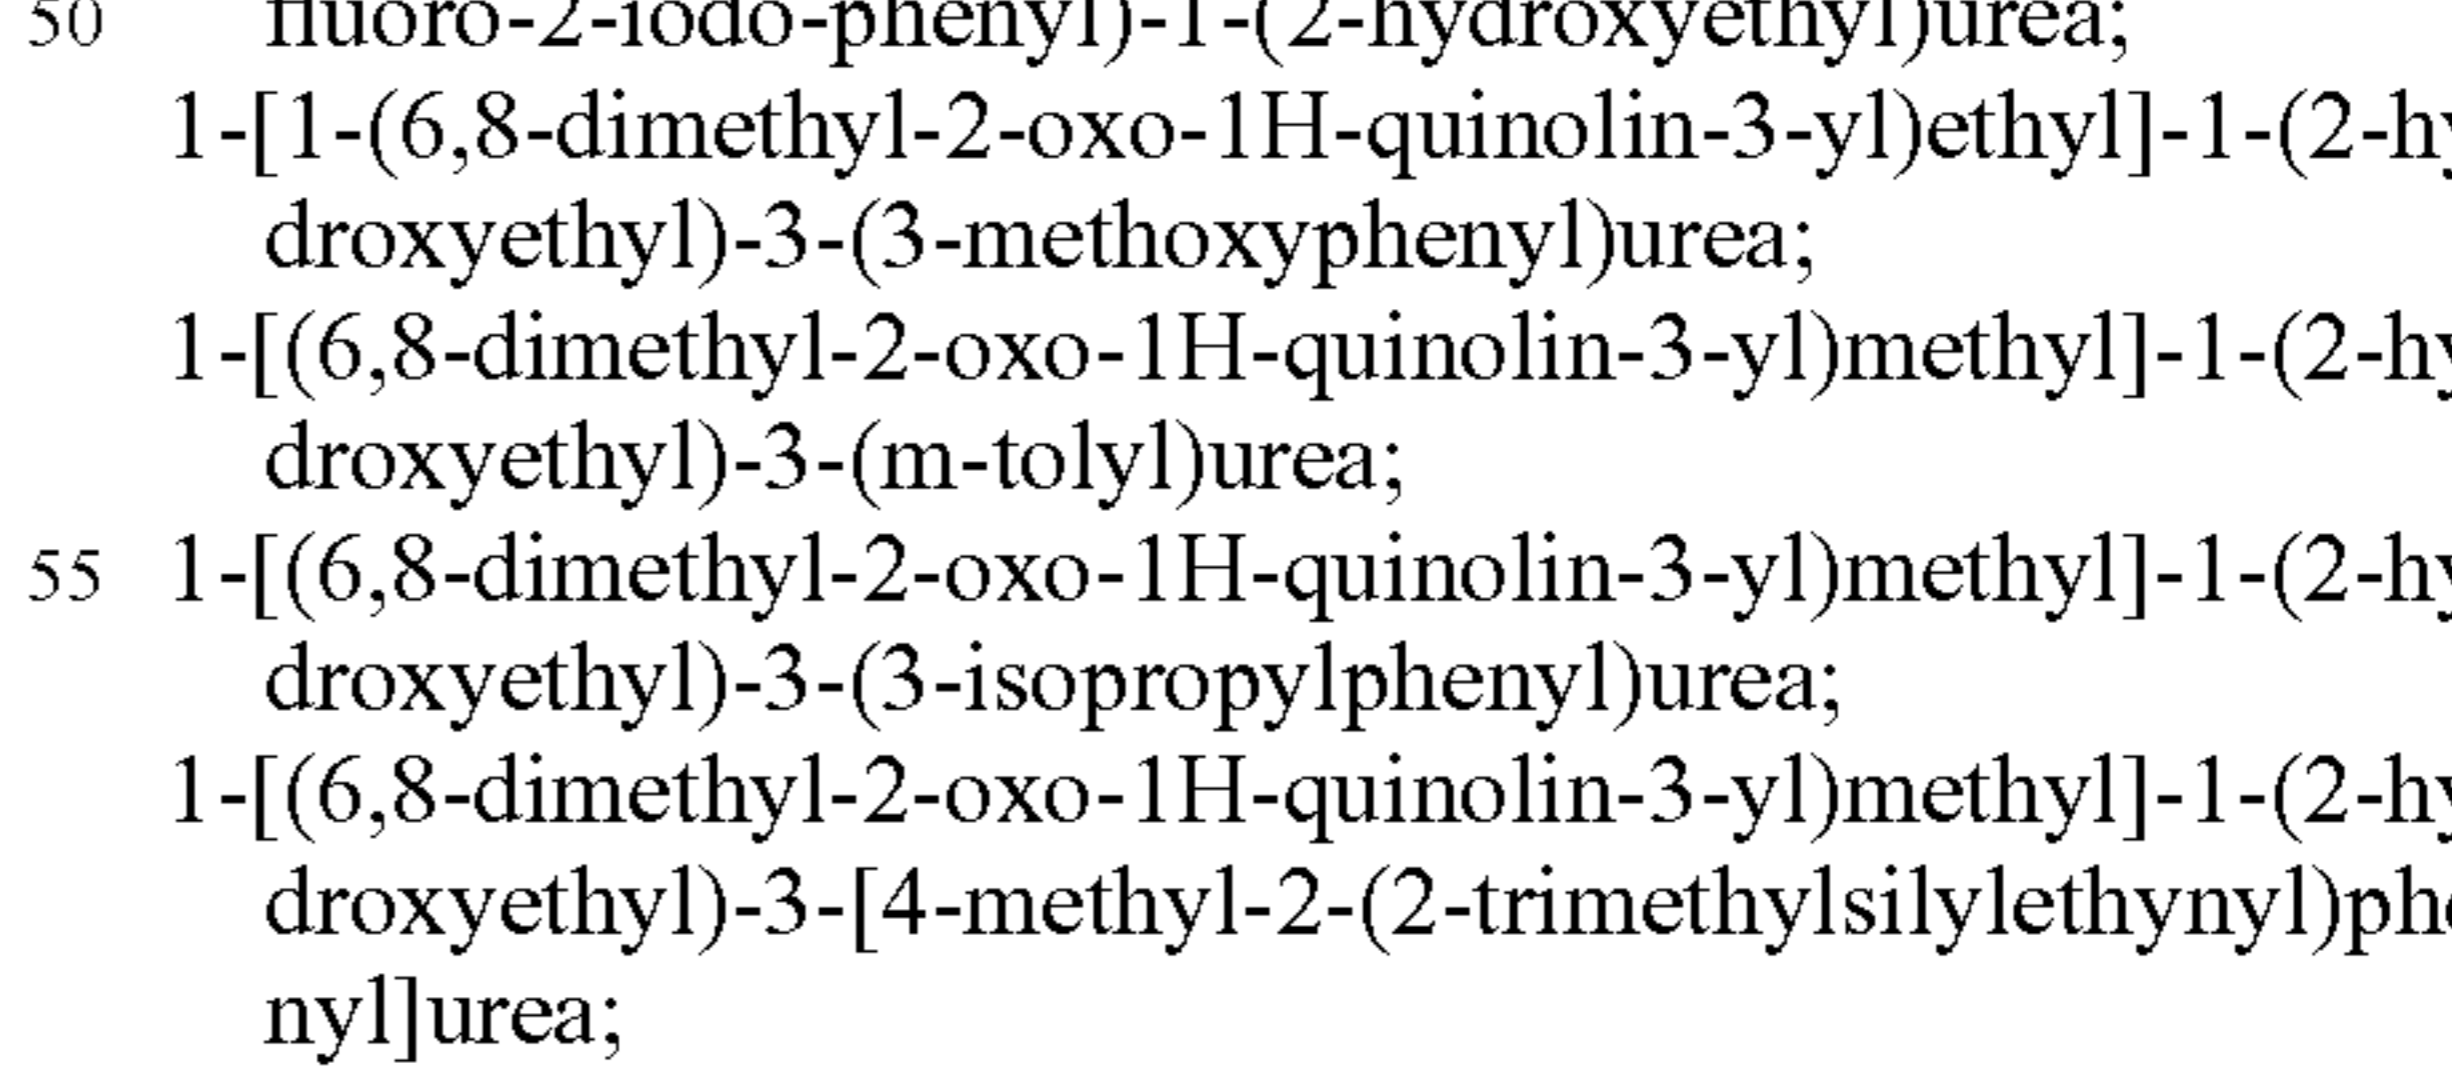 50 fluoro-2-iodo-phenyl)-1-(2-hydroxyethyl)urea;
1-[1-(6,8-dimethyl-2-oxo-1H-quinolin-3-yl)ethyl]-1-(2-hy
droxyethyl)-3-(3-methoxyphenyl)urea;
1-[(6,8-dimethyl-2-oxo-1H-quinolin-3-yl)methyl]-1-(2-hy
droxyethyl)-3-(m-tolyl)urea;
55 1-[(6,8-dimethyl-2-oxo-1H-quinolin-3-yl)methyl]-1-(2-hy
droxyethyl)-3-(3-isopropylphenyl)urea;
1-[(6,8-dimethyl-2-oxo-1H-quinolin-3-yl)methyl]-1-(2-hy
droxyethyl)-3-[4-methyl-2-(2-trimethylsilylethynyl)phe
nyl]urea;